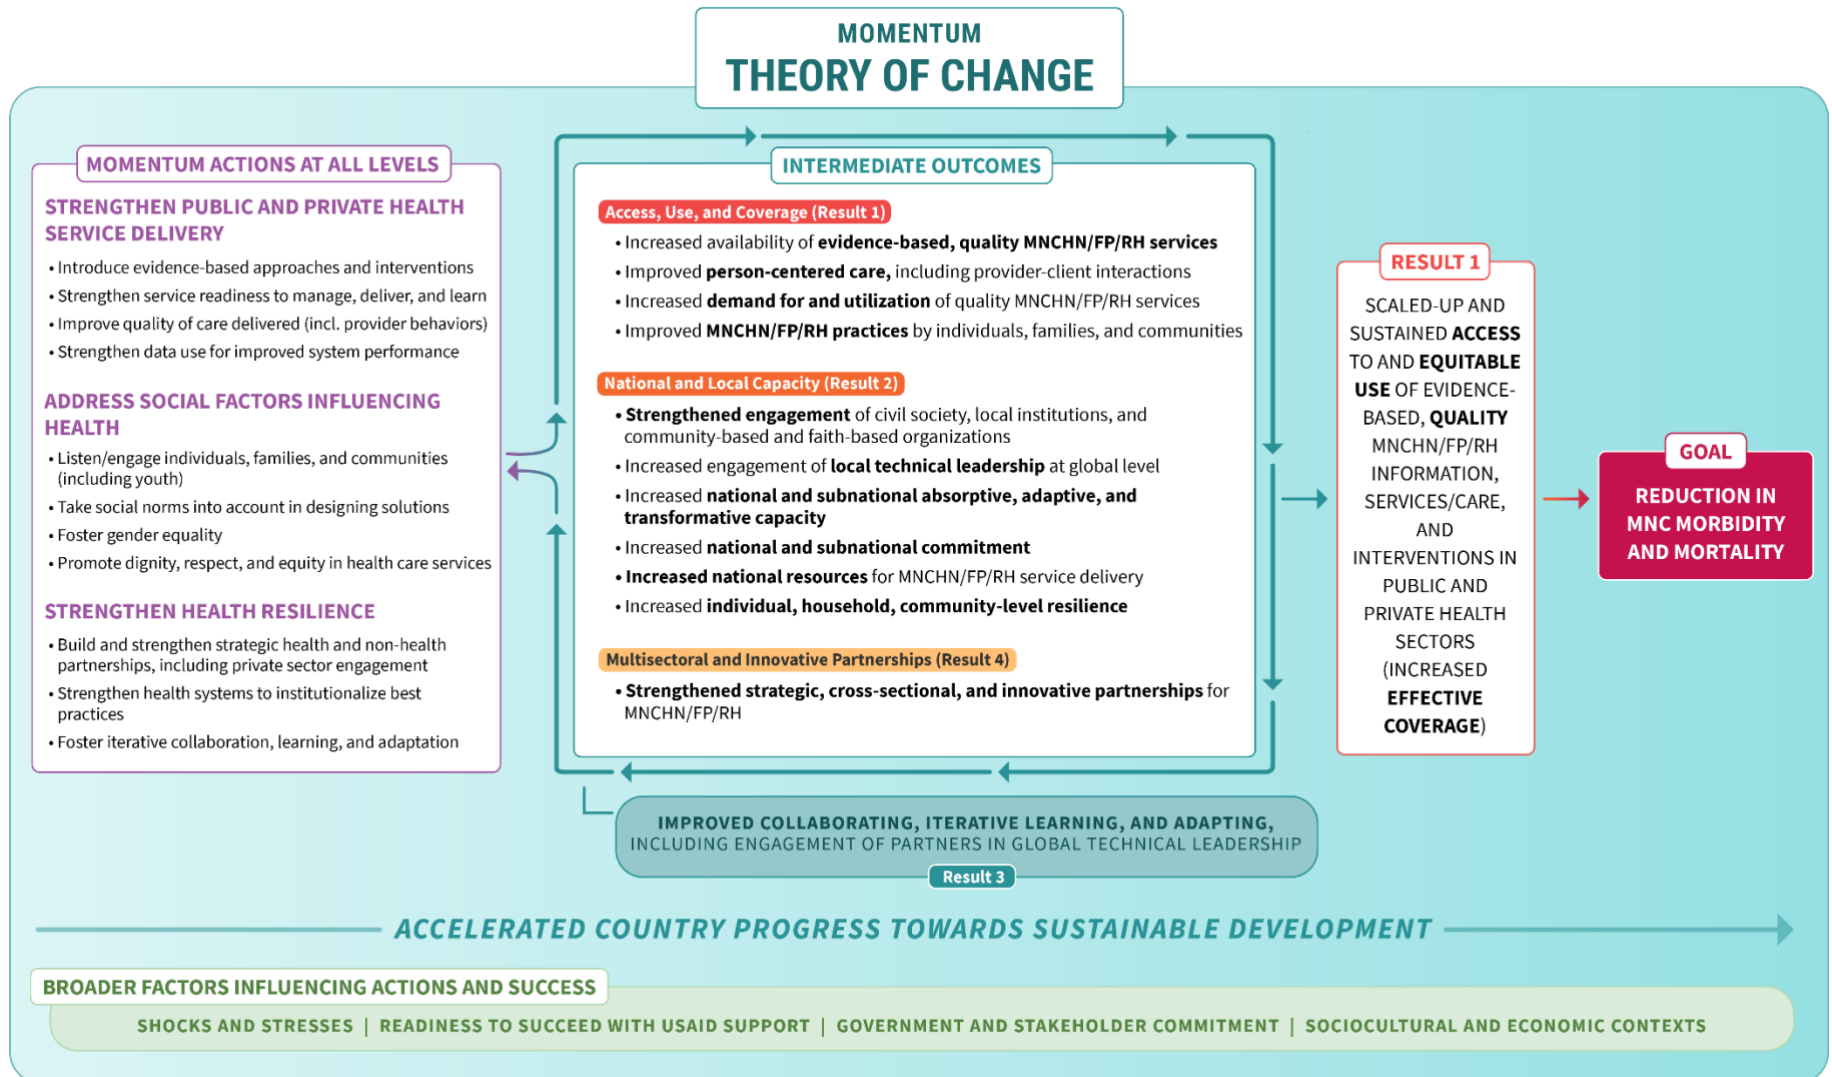 MOMENTUM
THEORY OF CHANGE
MOMENTUM ACTIONS AT ALL LEVELS
STRENGTHEN PUBLIC AND PRIVATE HEALTH
SERVICE DELIVERY
• Introduce evidence-based approaches and interventions
• Strengthen service readiness to manage, deliver, and learn
• Improve quality of care delivered (incl. provider behaviors)
• Strengthen data use for improved system performance
ADDRESS SOCIAL FACTORS INFLUENCING
HEALTH
• Listen/engage individuals, families, and communities
(including youth)
• Take social norms into account in designing solutions
• Foster gender equality
• Promote dignity, respect, and equity in health care services
STRENGTHEN HEALTH RESILIENCE
• Build and strengthen strategic health and non-health
partnerships, including private sector engagement
• Strengthen health systems to institutionalize best
practices
• Foster iterative collaboration, learning, and adaptation
INTERMEDIATE OUTCOMES
Access, Use, and Coverage (Result 1)
• Increased availability of evidence-based, quality MNCHN/FP/RH services
• Improved person-centered care, including provider-client interactions
• Increased demand for and utilization of quality MNCHN/FP/RH services
• Improved MNCHN/FP/RH practices by individuals, families, and communities
National and Local Capacity (Result 2)
• Strengthened engagement of civil society, local institutions, and
community-based and faith-based organizations
• Increased engagement of local technical leadership at global level
• Increased national and subnational absorptive, adaptive, and
transformative capacity
• Increased national and subnational commitment
• Increased national resources for MNCHN/FP/RH service delivery
• Increased individual, household, community-level resilience
Multisectoral and Innovative Partnerships (Result 4)
• Strengthened strategic, cross-sectional, and innovative partnerships for
MNCHN/FP/RH
RESULT 1
SCALED-UP AND
SUSTAINED ACCESS
TO AND EQUITABLE
USE OF EVIDENCE-
BASED, QUALITY
MNCHN/FP/RH
INFORMATION,
SERVICES/CARE,
AND
INTERVENTIONS IN
PUBLIC AND
PRIVATE HEALTH
SECTORS
(INCREASED
EFFECTIVE
COVERAGE)
GOAL
REDUCTION IN
MNC MORBIDITY
AND MORTALITY
IMPROVED COLLABORATING, ITERATIVE LEARNING, AND ADAPTING,
INCLUDING ENGAGEMENT OF PARTNERS IN GLOBAL TECHNICAL LEADERSHIP
Result 3
ACCELERATED COUNTRY PROGRESS TOWARDS SUSTAINABLE DEVELOPMENT
BROADER FACTORS INFLUENCING ACTIONS AND SUCCESS
SHOCKS AND STRESSES | READINESS TO SUCCEED WITH USAID SUPPORT | GOVERNMENT AND STAKEHOLDER COMMITMENT | SOCIOCULTURAL AND ECONOMIC CONTEXTS